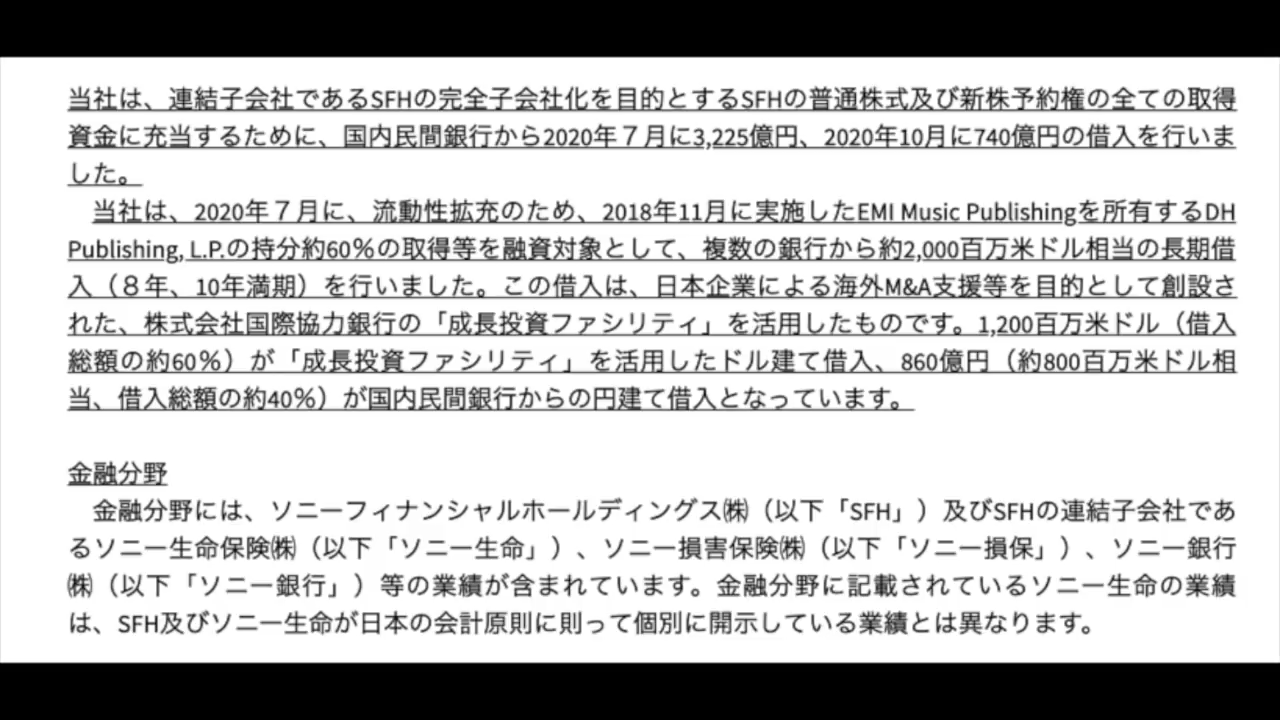 当社は、連結子会社であるSFHの完全子会社化を目的とするSFHの普通株式及び新株予約権の全ての取得
資金に充当するために、国内民間銀行から2020年７月に3,225億円、2020年10月に740億円の借入を行いま
した。
当社は、2020年７月に、流動性拡充のため、2018年11月に実施したEMI Music Publishingを所有するDH
Publishing, L.P.の持分約60％の取得等を融資対象として、複数の銀行から約2,000百万米ドル相当の長期借
入（８年、10年満期）を行いました。この借入は、日本企業による海外M&A支援等を目的として創設さ
れた、株式会社国際協力銀行の「成長投資ファシリティ」を活用したものです。1,200百万米ドル（借入
総額の約60％）が「成長投資ファシリティ」を活用したドル建て借入、860億円（約800百万米ドル相
当、借入総額の約40％）が国内民間銀行からの円建て借入となっています。
金融分野
金融分野には、ソニーフィナンシャルホールディングス㈱（以下「SFH」）及びSFHの連結子会社であ
るソニー生命保険㈱（以下「ソニー生命」）、ソニー損害保険㈱（以下「ソニー損保」）、ソニー銀行
㈱（以下「ソニー銀行」）等の業績が含まれています。金融分野に記載されているソニー生命の業績
は、SFH及びソニー生命が日本の会計原則に則って個別に開示している業績とは異なります。